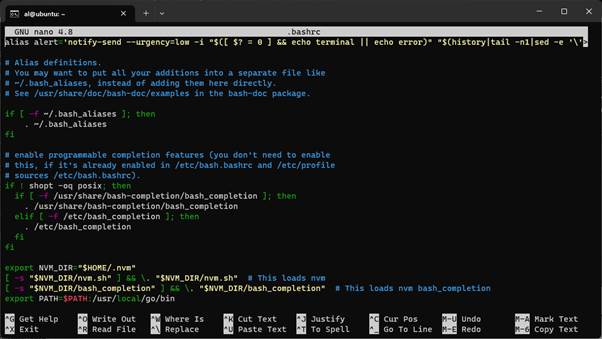 al@ubuntu: ~
GNU nano 4.8 .bashrc
alias alert='notify-send --urgency=low -i "$([ $? = 0 ] && echo terminal || echo error)" "$(history|tail -n1|sed -e '\'>
# Alias definitions.
# You may want to put all your additions into a separate file like
# ~/.bash_aliases, instead of adding them here directly.
# See /usr/share/doc/bash-doc/examples in the bash-doc package.
if [ -f ~/.bash_aliases ]; then
. ~/.bash_aliases
fi
# enable programmable completion features (you don't need to enable
# this, if it's already enabled in /etc/bash.bashrc and /etc/profile
# sources /etc/bash.bashrc).
if ! shopt -oq posix; then
if [ -f /usr/share/bash-completion/bash_completion ]; then
. /usr/share/bash-completion/bash_completion
elif [ -f /etc/bash_completion ]; then
. /etc/bash_completion
fi
fi
export NVM_DIR="$HOME/.nvm"
[ -s "$NVM_DIR/nvm.sh" ] && \. "$NVM_DIR/nvm.sh" # This loads nvm
[ -s "$NVM_DIR/bash_completion" ] && \. "$NVM_DIR/bash_completion" # This loads nvm bash_completion
export PATH=$PATH:/usr/local/go/bin
^G Get Help ^O Write Out ^W Where Is ^K Cut Text ^J Justify ^C Cur Pos M-U Undo M-A Mark Text
^X Exit ^R Read File ^\ Replace ^U Paste Text ^T To Spell ^_ Go To Line M-E Redo M-6 Copy Text